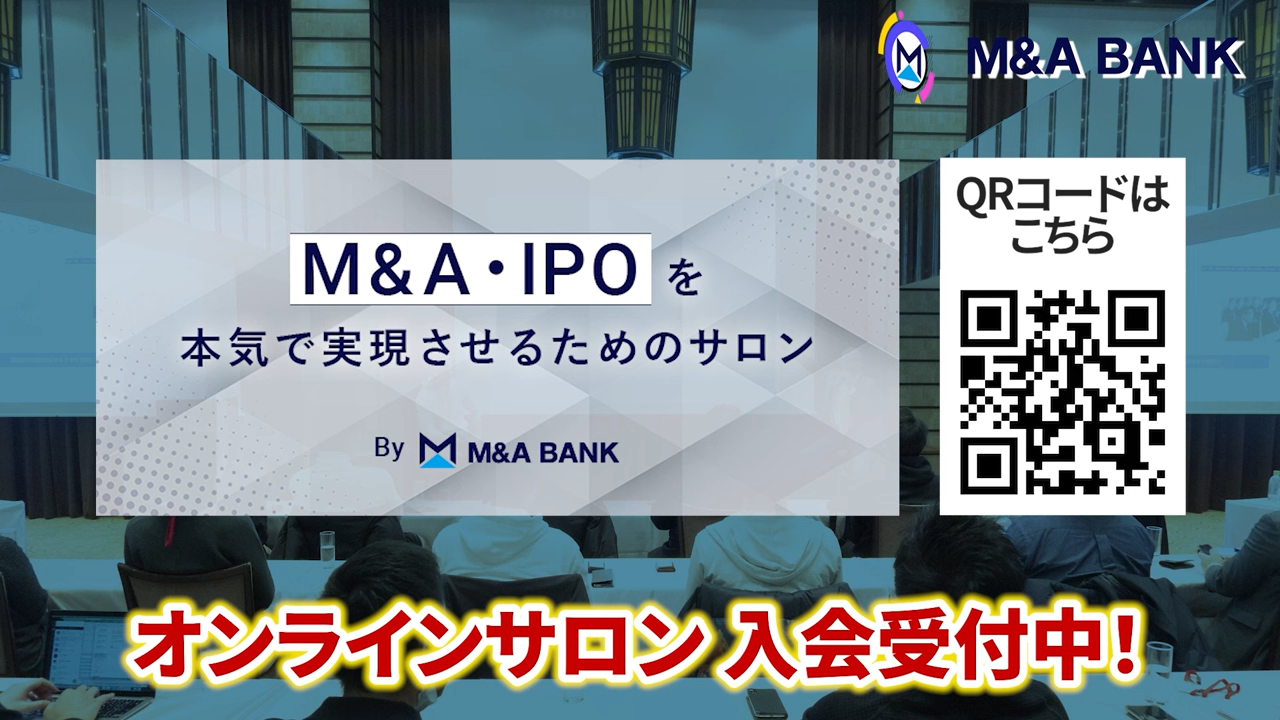 M&A BANK
M&A・IPOを
本気で実現させるためのサロン
By M&A BANK
QRコードは
こちら
オンラインサロン 入会受付中!